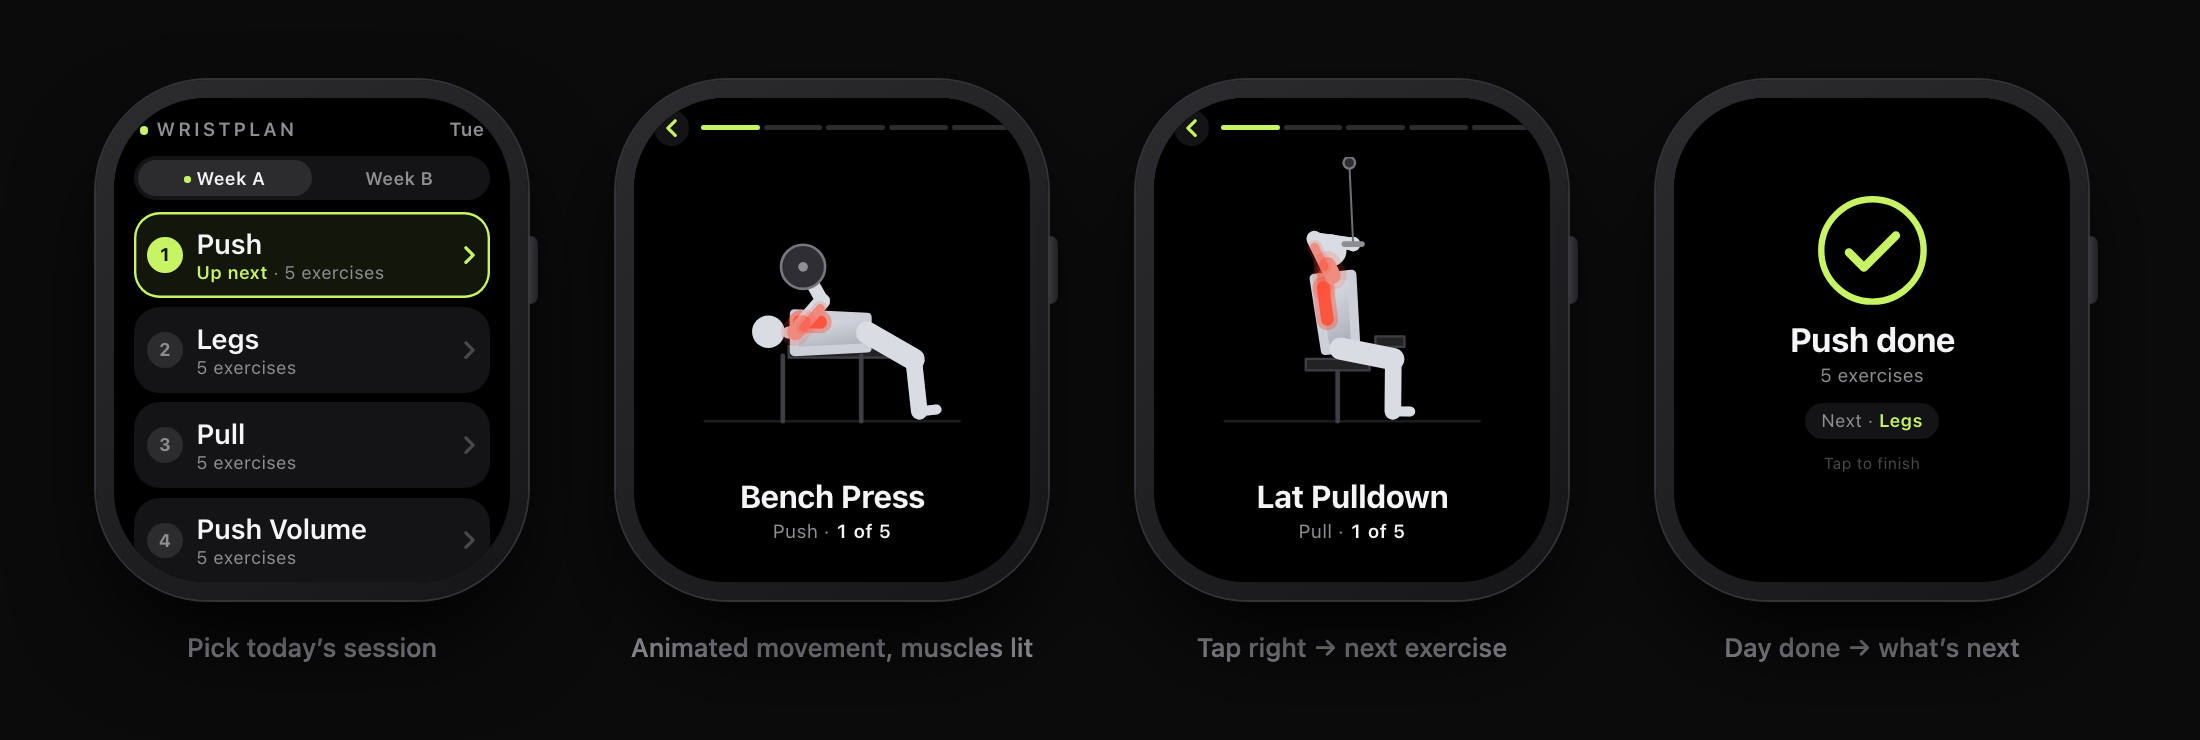 WRISTPLAN Tue
Week A Week B
1 Push
Up next · 5 exercises
2 Legs
5 exercises
3 Pull
5 exercises
4 Push Volume
5 exercises
Pick today’s session
Bench Press
Push · 1 of 5
Animated movement, muscles lit
Lat Pulldown
Pull · 1 of 5
Tap right → next exercise
Push done
5 exercises
Next · Legs
Tap to finish
Day done → what’s next